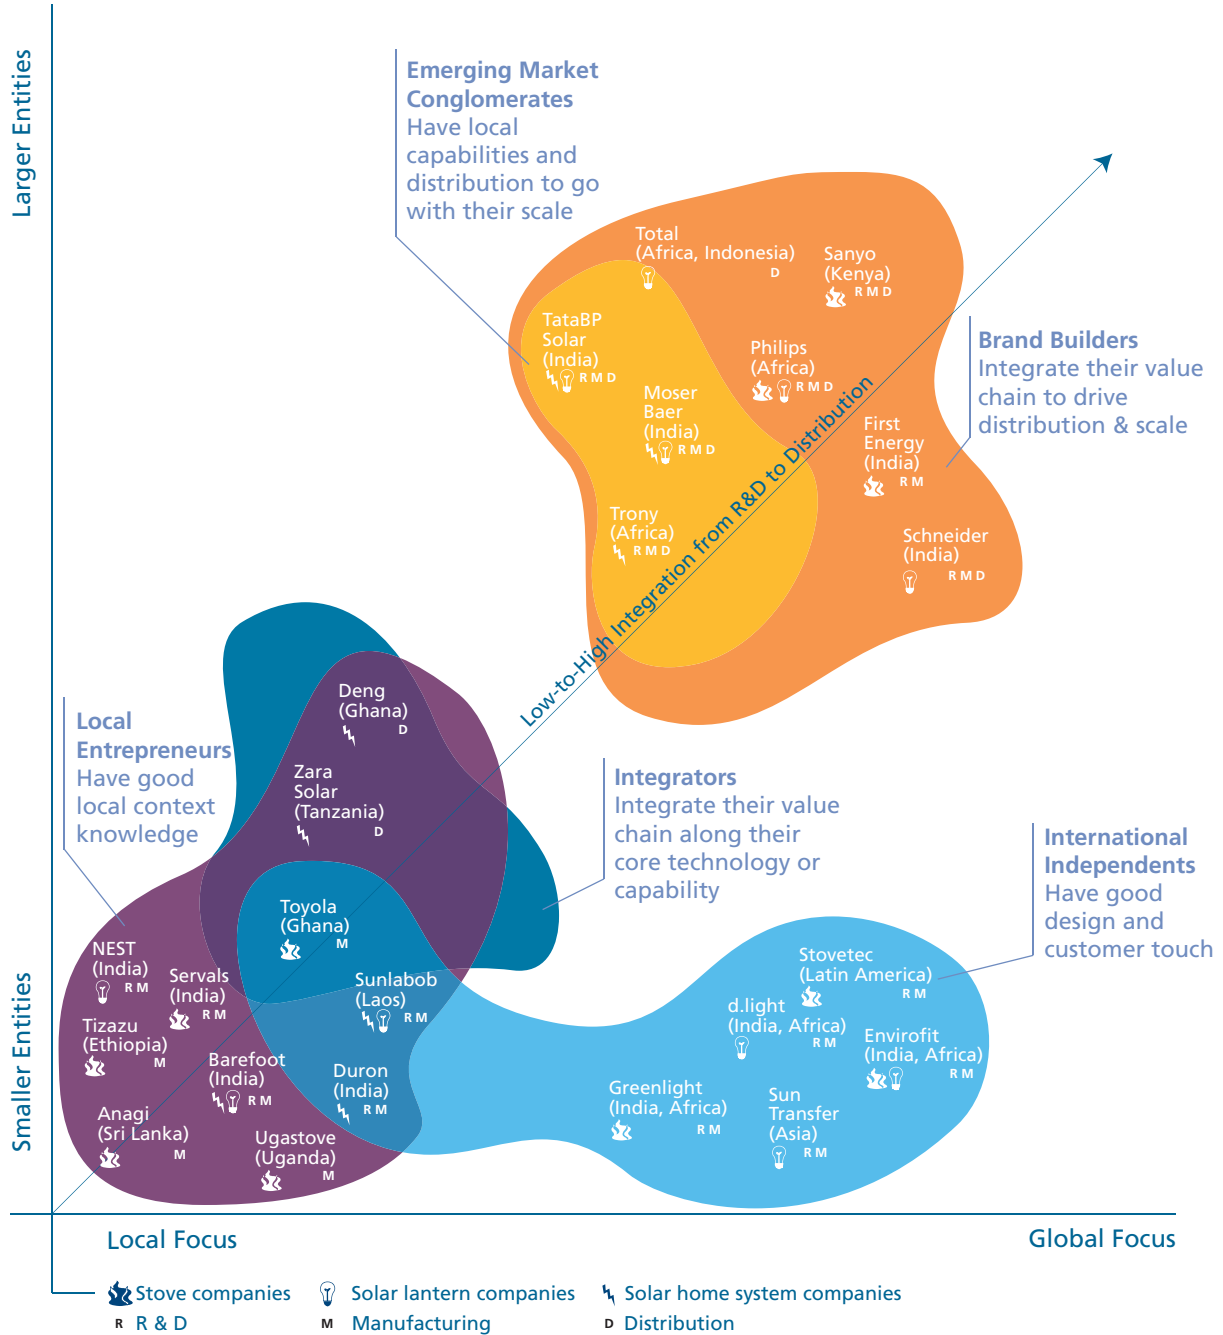 Larger Entities
Emerging Market
Conglomerates
Have local
capabilities and
distribution to go
with their scale
Total
(Africa, Indonesia)
D
Sanyo
(Kenya)
R M D
TataBP
Solar
(India)
R M D
Philips
(Africa)
R M D
Brand Builders
Integrate their value
chain to drive
distribution & scale
Moser
Baer
(India)
R M D
First
Energy
(India)
R M
Trony
(Africa)
R M D
Schneider
(India)
R M D
Low-to-High Integration from R&D to Distribution
Deng
(Ghana)
D
Local
Entrepreneurs
Have good
local context
knowledge
Zara
Solar
(Tanzania)
D
Integrators
Integrate their value
chain along their
core technology or
capability
International
Independents
Have good
design and
customer touch
Toyola
(Ghana)
M
Smaller Entities
NEST
(India)
R M
Servals
(India)
R M
Sunlabob
(Laos)
R M
Stovetec
(Latin America)
R M
d.light
(India, Africa)
R M
Tizazu
(Ethiopia)
M
Envirofit
(India, Africa)
R M
Barefoot
(India)
R M
Duron
(India)
R M
Greenlight
(India, Africa)
R M
Sun
Transfer
(Asia)
R M
Anagi
(Sri Lanka)
M
Ugastove
(Uganda)
M
Local Focus
Global Focus
Stove companies
Solar lantern companies
Solar home system companies
R R & D
M Manufacturing
D Distribution